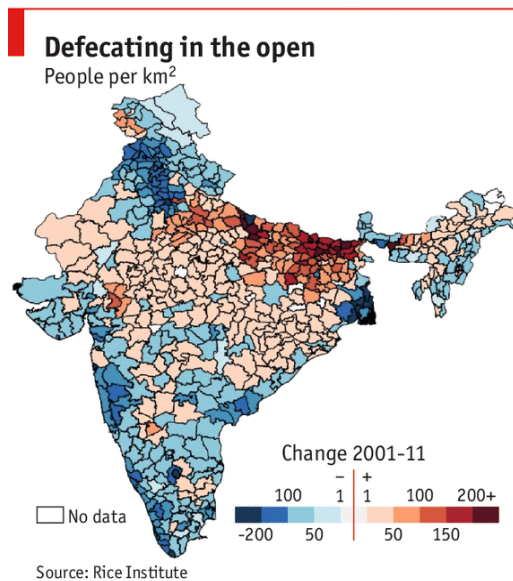 Defecating in the open
People per km²
Change 2001-11
– +
100 1 1 100 200+
-200 50 50 150
No data
Source: Rice Institute